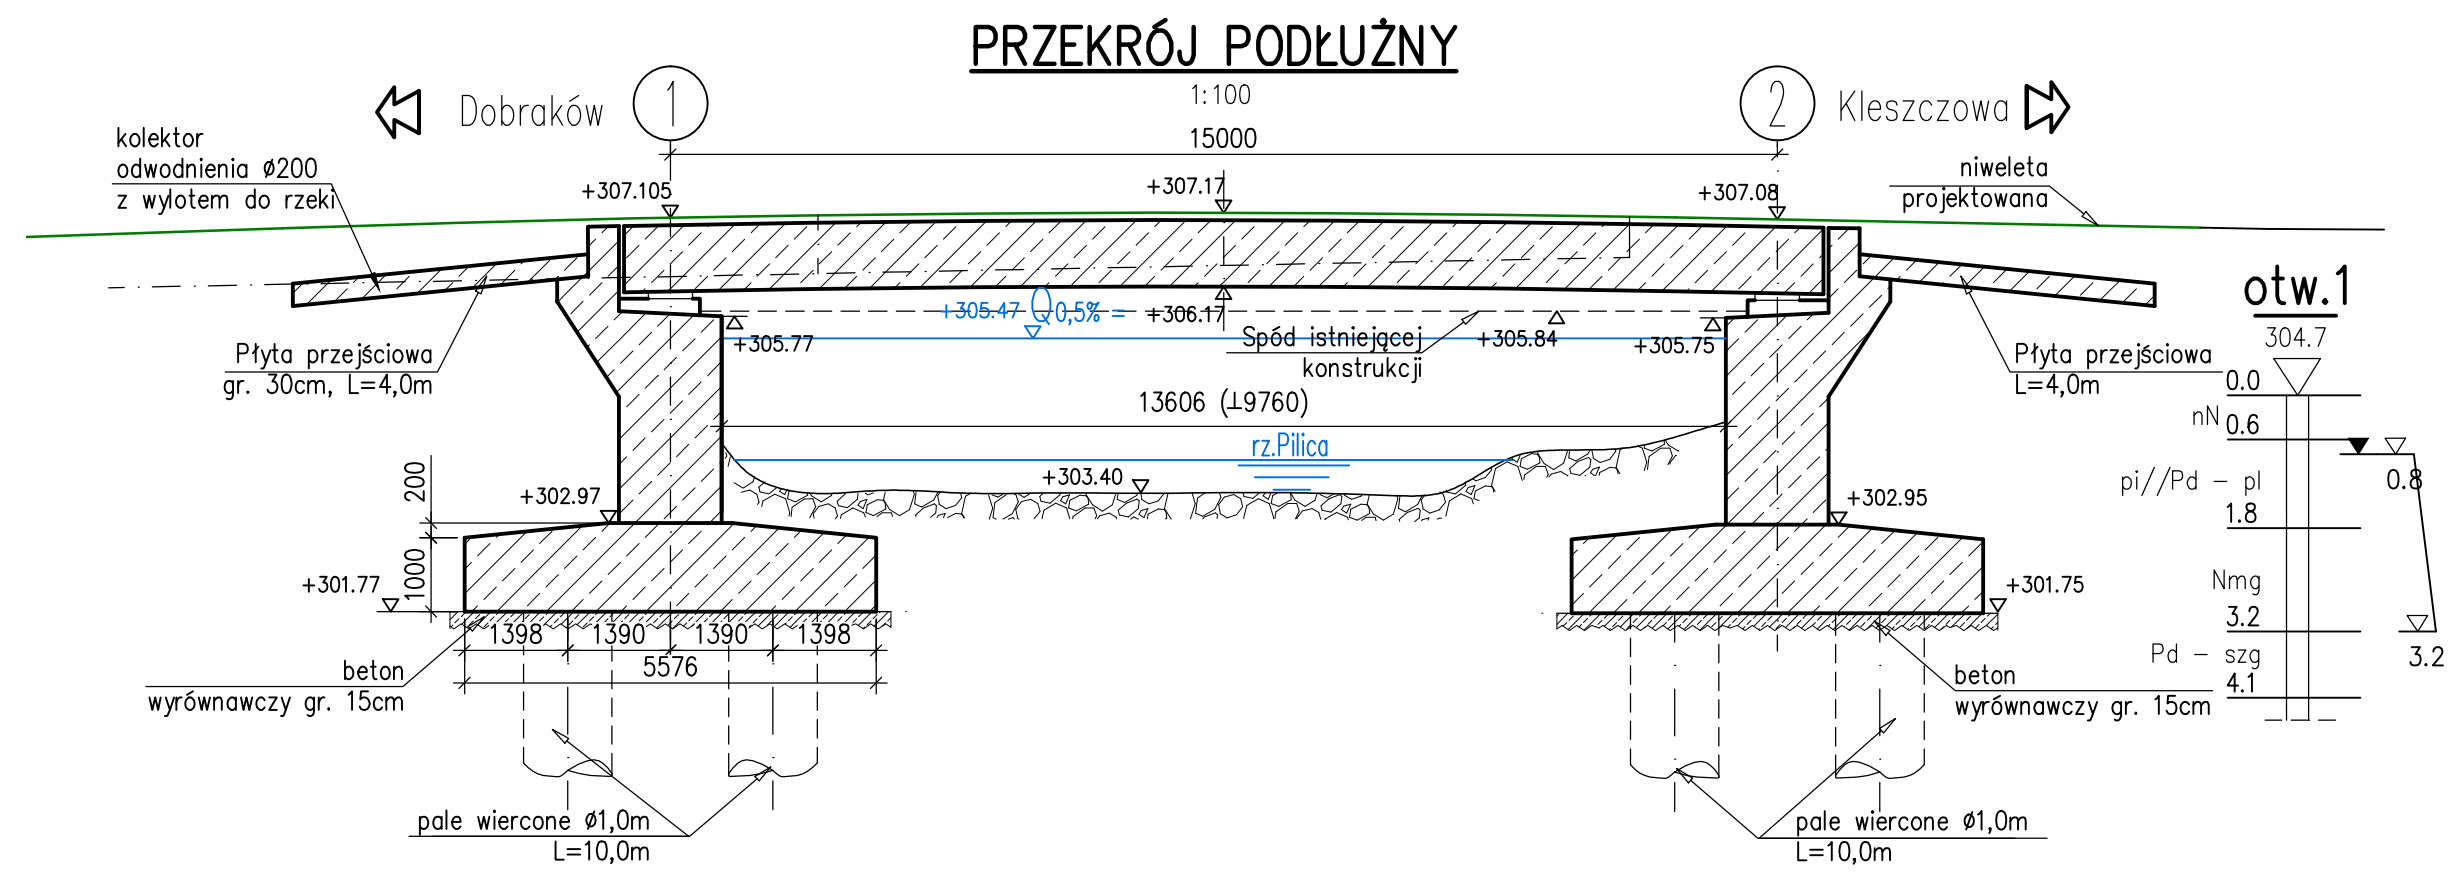 PRZEKRÓJ PODŁUŻNY
1:100
Dobraków
1
2
Kleszczowa
15000
kolektor
odwodnienia Ø200
z wylotem do rzeki
+307.105
+307.17
+307.08
niweleta
projektowana
+305.47 Q0,5% =
+306.17
+305.77
Spód istniejącej
konstrukcji
+305.84
+305.75
Płyta przejściowa
gr. 30cm, L=4,0m
Płyta przejściowa
L=4,0m
13606 (⊥9760)
rz.Pilica
+303.40
200
+302.97
+302.95
1000
+301.77
+301.75
1398
1390
1390
1398
5576
beton
wyrównawczy gr. 15cm
beton
wyrównawczy gr. 15cm
pale wiercone Ø1,0m
L=10,0m
pale wiercone Ø1,0m
L=10,0m
otw.1
304.7
0.0
nN
0.6
0.8
pi//Pd - pl
1.8
Nmg
3.2
3.2
Pd - szg
4.1